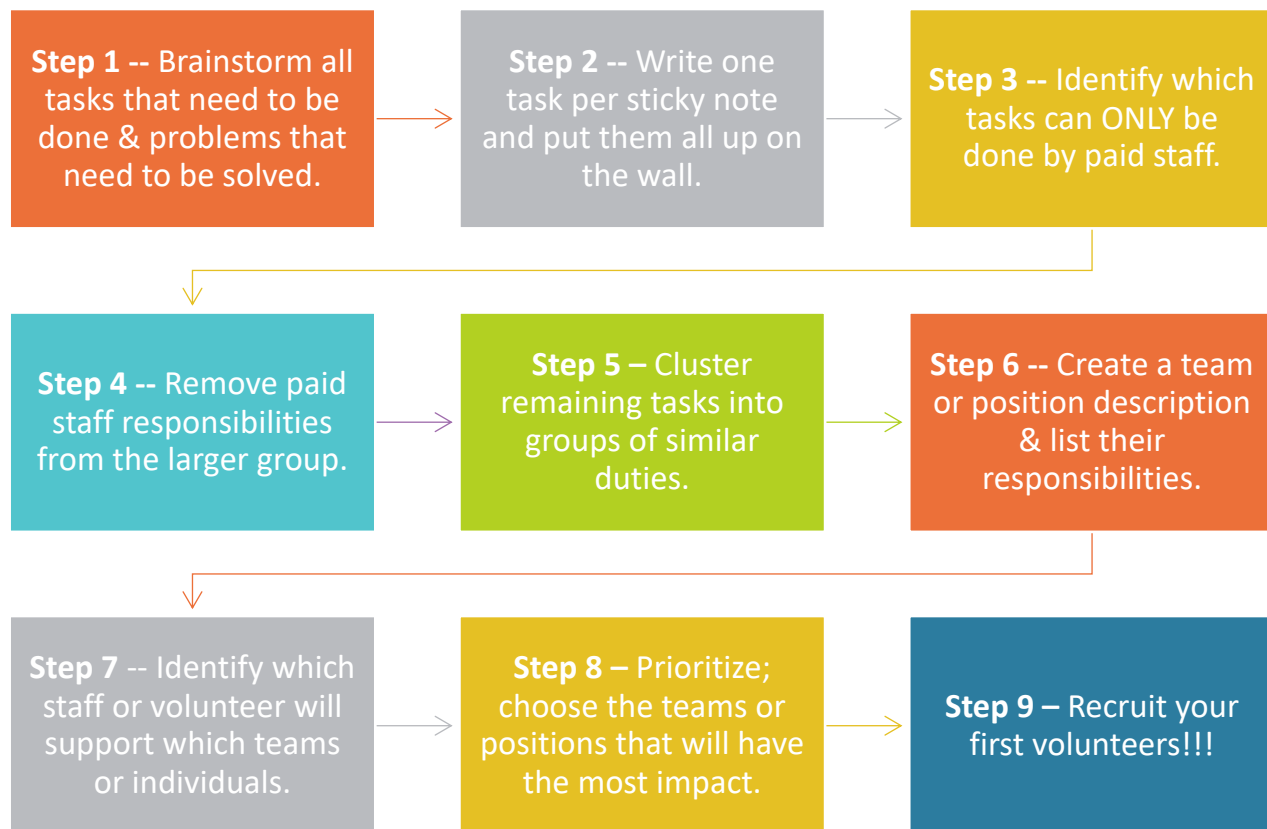 Step 1 -- Brainstorm all
tasks that need to be
done & problems that
need to be solved.
Step 2 -- Write one
task per sticky note
and put them all up on
the wall.
Step 3 -- Identify which
tasks can ONLY be
done by paid staff.
Step 4 -- Remove paid
staff responsibilities
from the larger group.
Step 5 – Cluster
remaining tasks into
groups of similar
duties.
Step 6 -- Create a team
or position description
& list their
responsibilities.
Step 7 -- Identify which
staff or volunteer will
support which teams
or individuals.
Step 8 – Prioritize;
choose the teams or
positions that will have
the most impact.
Step 9 – Recruit your
first volunteers!!!